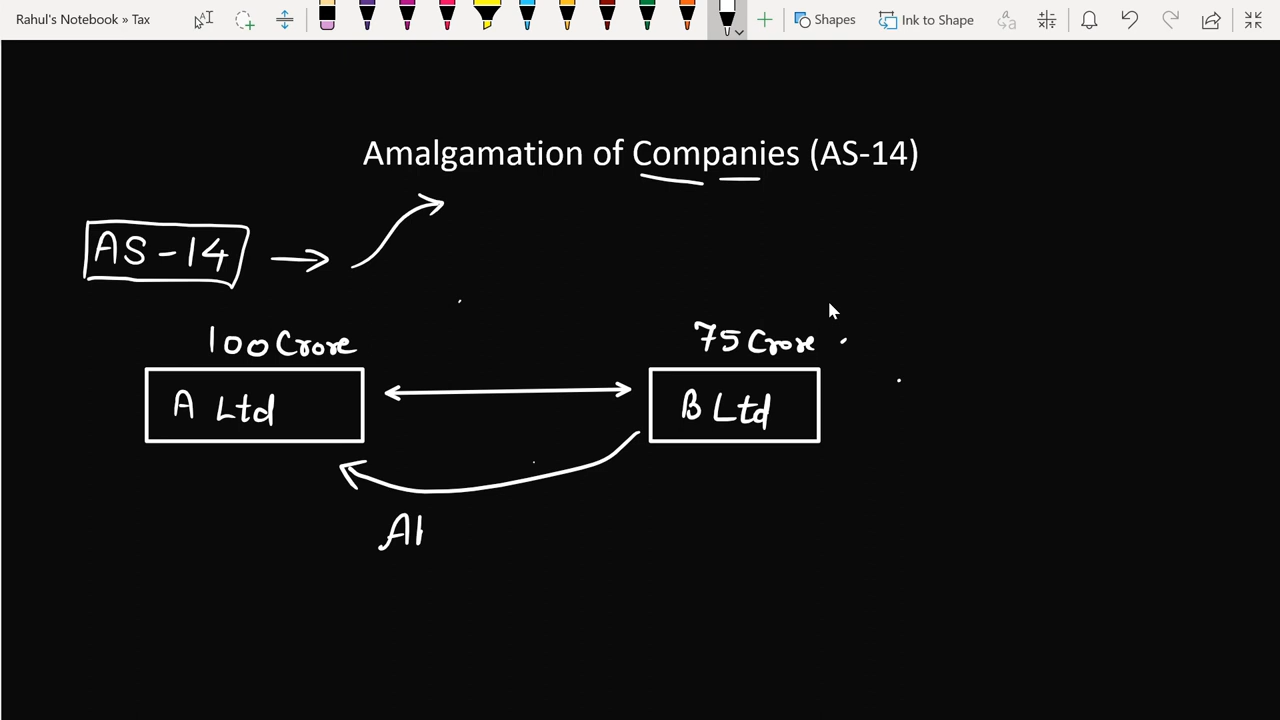 Rahul's Notebook » Tax
Shapes
Ink to Shape
Amalgamation of Companies (AS-14)
AS-14
100 Crore
75 Crore
A Ltd
B Ltd